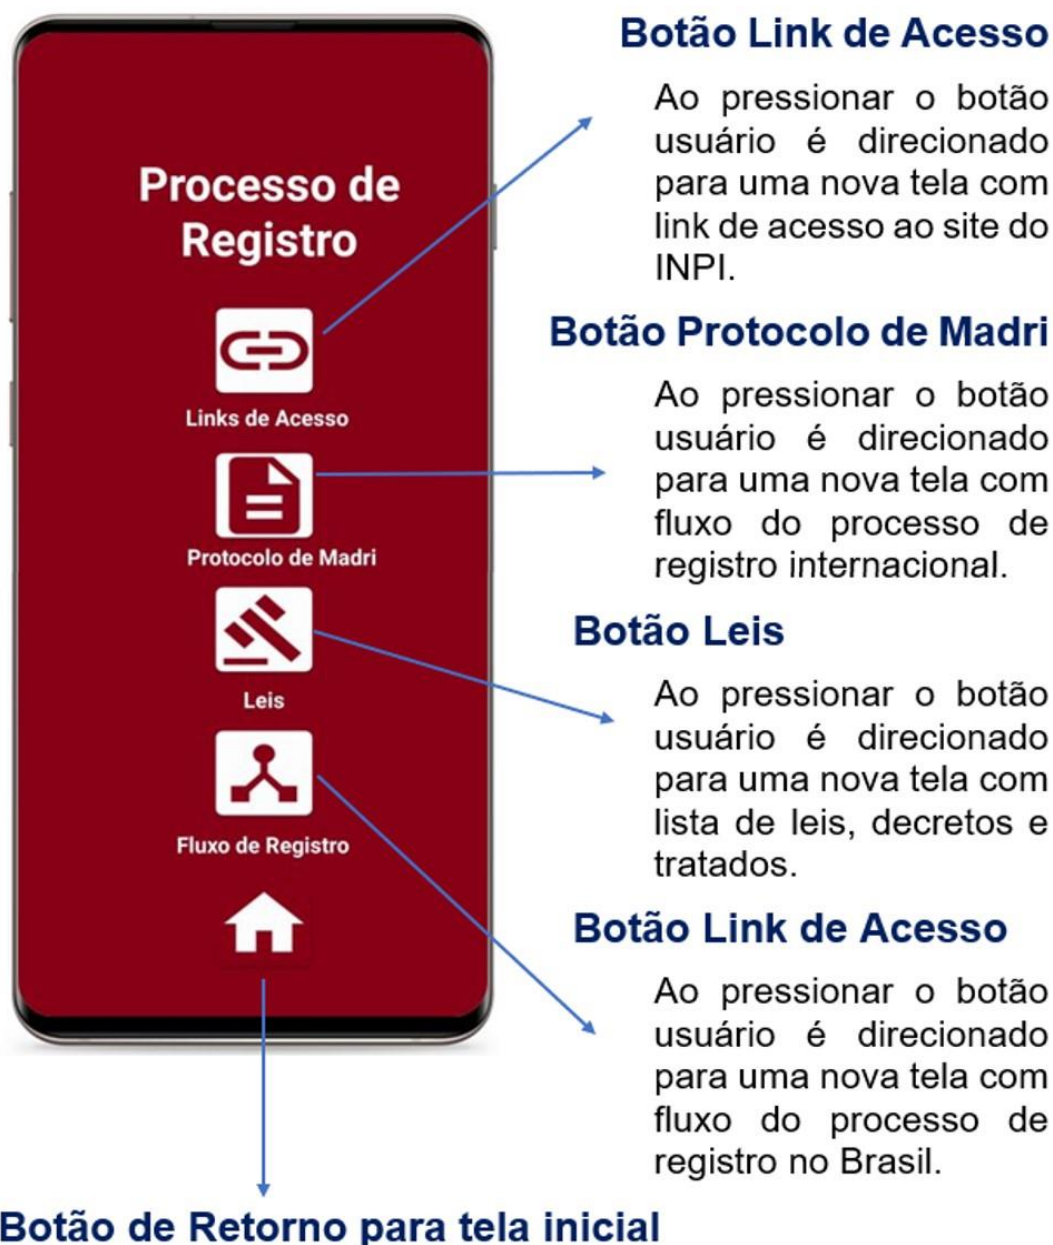 Processo de
Registro
Links de Acesso
Protocolo de Madri
Leis
Fluxo de Registro
Botão Link de Acesso
Ao pressionar o botão
usuário é direcionado
para uma nova tela com
link de acesso ao site do
INPI.
Botão Protocolo de Madri
Ao pressionar o botão
usuário é direcionado
para uma nova tela com
fluxo do processo de
registro internacional.
Botão Leis
Ao pressionar o botão
usuário é direcionado
para uma nova tela com
lista de leis, decretos e
tratados.
Botão Link de Acesso
Ao pressionar o botão
usuário é direcionado
para uma nova tela com
fluxo do processo de
registro no Brasil.
Botão de Retorno para tela inicial